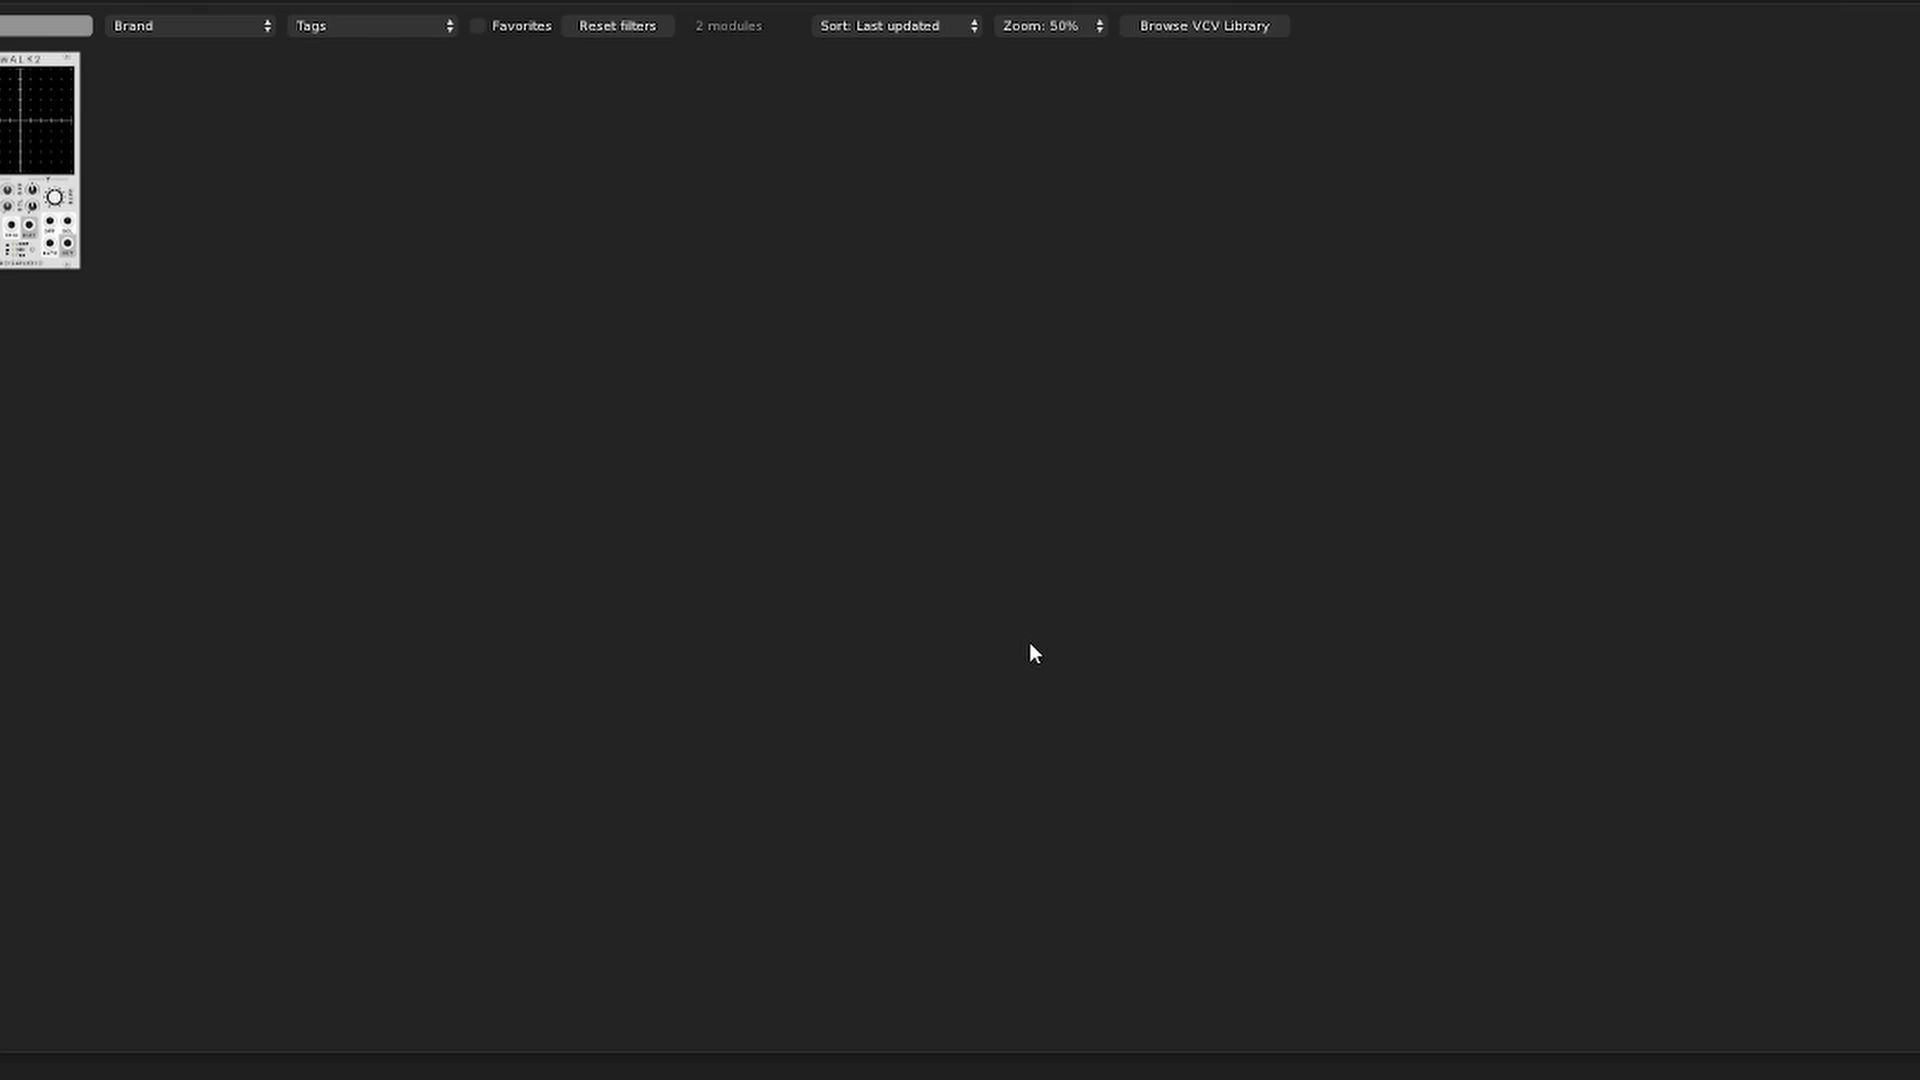 Brand
Tags
Favorites
Reset filters
2 modules
Sort: Last updated
Zoom: 50%
Browse VCV Library
WALK2